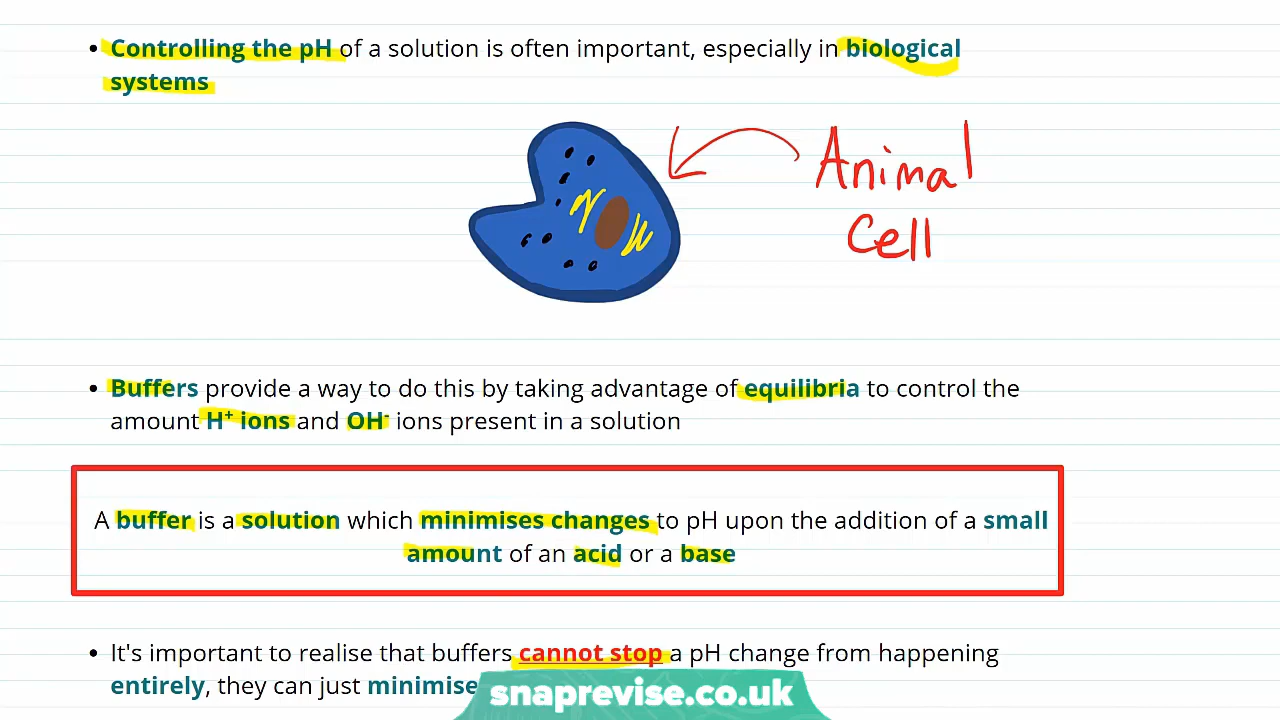 • Controlling the pH of a solution is often important, especially in biological
systems
Animal
Cell
• Buffers provide a way to do this by taking advantage of equilibria to control the
amount H⁺ ions and OH⁻ ions present in a solution
A buffer is a solution which minimises changes to pH upon the addition of a small
amount of an acid or a base
• It's important to realise that buffers cannot stop a pH change from happening
entirely, they can just minimise
snaprevise.co.uk